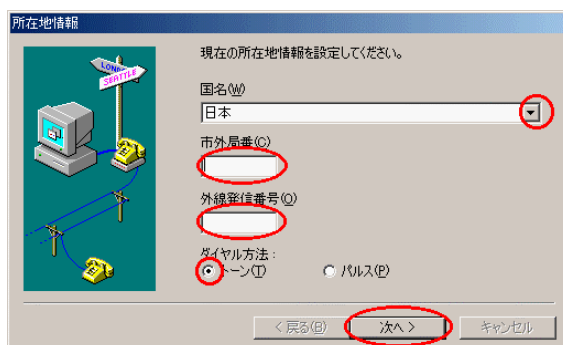 所在地情報
LONDON
SEATTLE
現在の所在地情報を設定してください。
国名(W)
日本
市外局番(C)
外線発信番号(O)
ダイヤル方法:
トーン(T) パルス(P)
< 戻る(B) 次へ > キャンセル